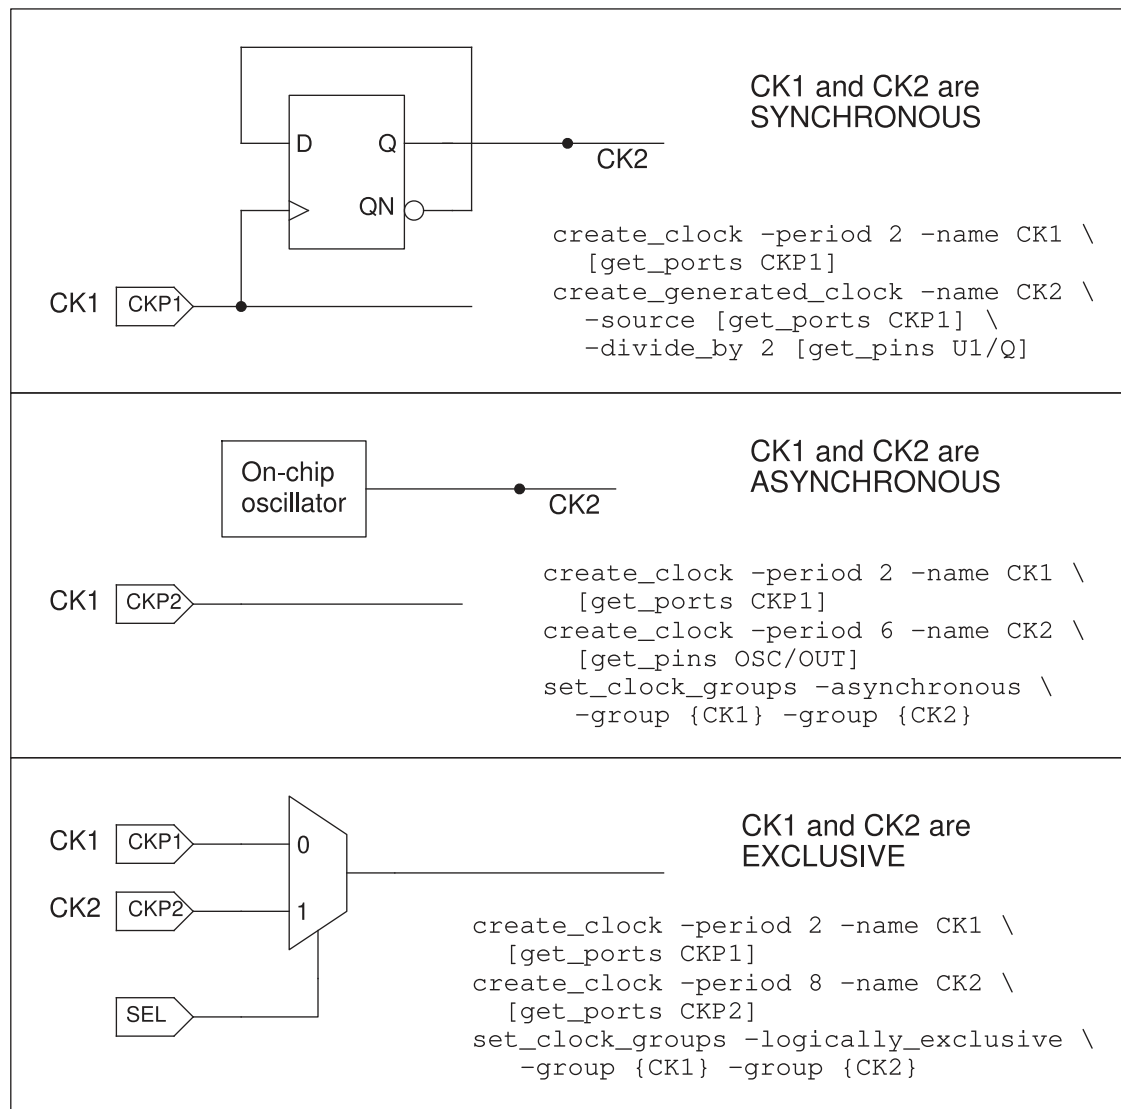 CK1 and CK2 are
SYNCHRONOUS
D
Q
CK2
QN
create_clock -period 2 -name CK1 \
[get_ports CKP1]
create_generated_clock -name CK2 \
-source [get_ports CKP1] \
-divide_by 2 [get_pins U1/Q]
CK1
CKP1
CK1 and CK2 are
ASYNCHRONOUS
On-chip
oscillator
CK2
CK1
CKP2
create_clock -period 2 -name CK1 \
[get_ports CKP1]
create_clock -period 6 -name CK2 \
[get_pins OSC/OUT]
set_clock_groups -asynchronous \
-group {CK1} -group {CK2}
CK1 and CK2 are
EXCLUSIVE
CK1
CKP1
0
CK2
CKP2
1
SEL
create_clock -period 2 -name CK1 \
[get_ports CKP1]
create_clock -period 8 -name CK2 \
[get_ports CKP2]
set_clock_groups -logically_exclusive \
-group {CK1} -group {CK2}